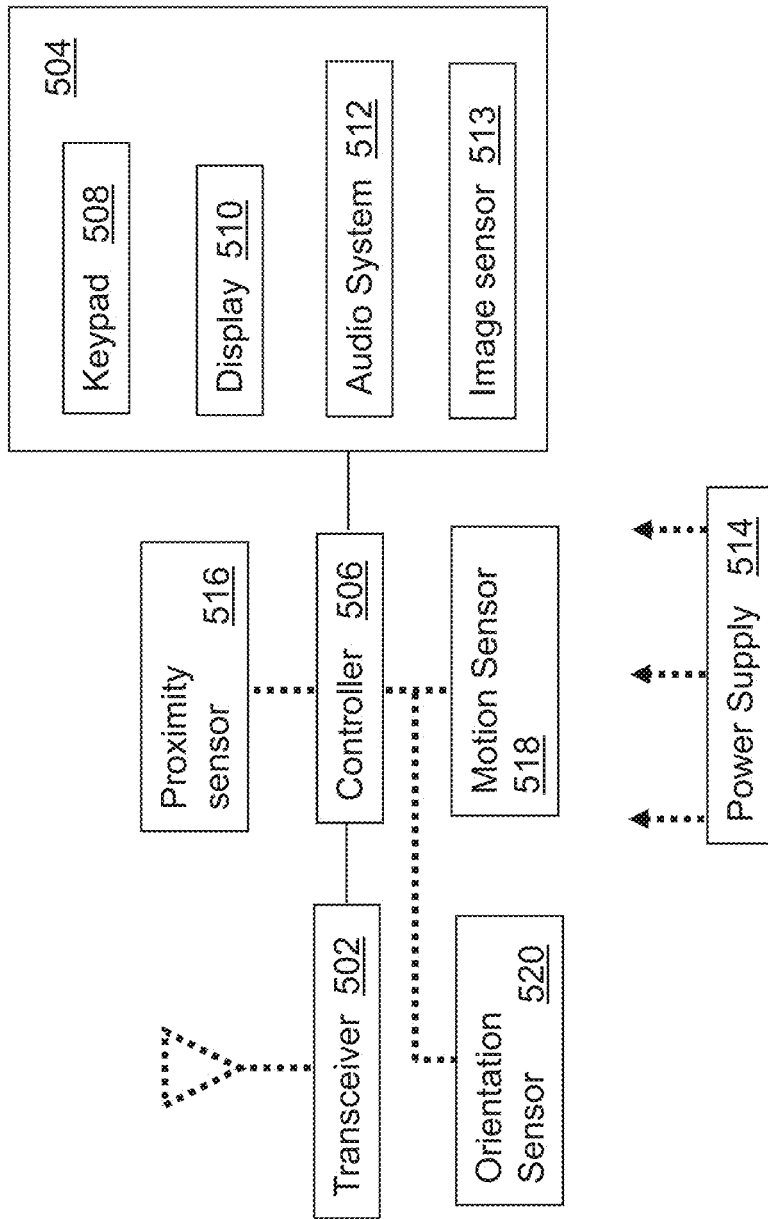 504
Keypad 508
Display 510
Audio System 512
Image sensor 513
Proximity
sensor 516
Controller 506
Motion Sensor
518
Transceiver 502
Orientation
Sensor 520
Power Supply 514